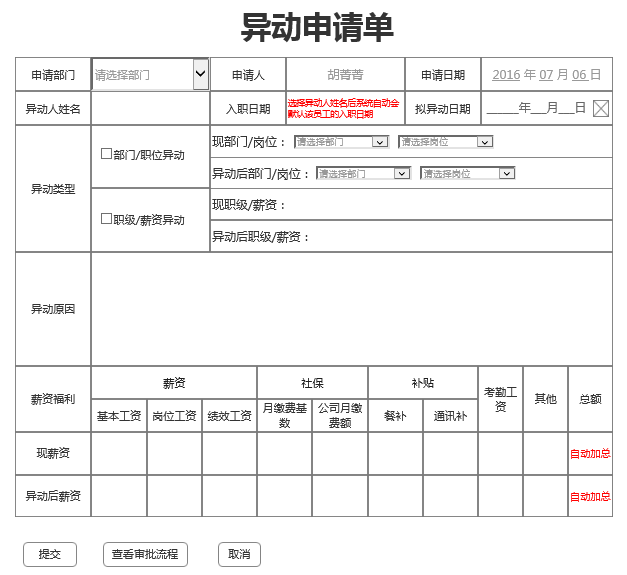 异动申请单
申请部门 请选择部门 申请人 胡菁菁 申请日期 2016 年 07 月 06 日
异动人姓名 入职日期 选择异动人姓名后系统自动会
默认该员工的入职日期 拟异动日期 _____年__月__日
异动类型 部门/职位异动 现部门/岗位： 请选择部门 请选择岗位
异动后部门/岗位： 请选择部门 请选择岗位
职级/薪资异动 现职级/薪资：
异动后职级/薪资：
异动原因
薪资福利 薪资 社保 补贴 考勤工
资 其他 总额
基本工资 岗位工资 绩效工资 月缴费基
数 公司月缴
费额 餐补 通讯补
现薪资 自动加总
异动后薪资 自动加总
提交 查看审批流程 取消